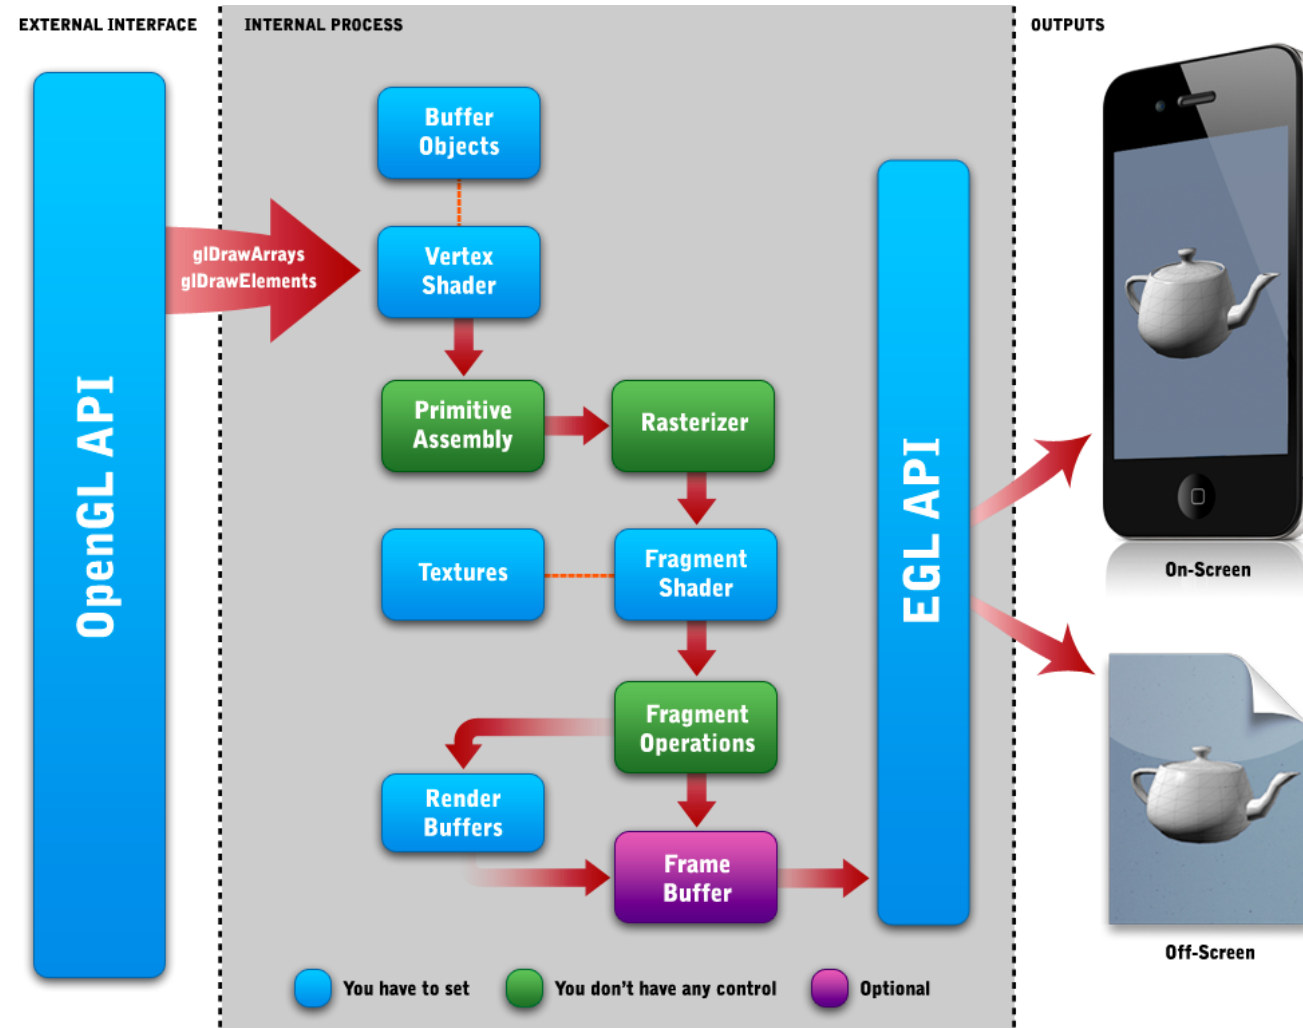 EXTERNAL INTERFACE
INTERNAL PROCESS
OUTPUTS
OpenGL API
glDrawArrays
glDrawElements
Buffer
Objects
Vertex
Shader
Primitive
Assembly
Rasterizer
Textures
Fragment
Shader
Fragment
Operations
Render
Buffers
Frame
Buffer
EGL API
On-Screen
Off-Screen
You have to set
You don't have any control
Optional